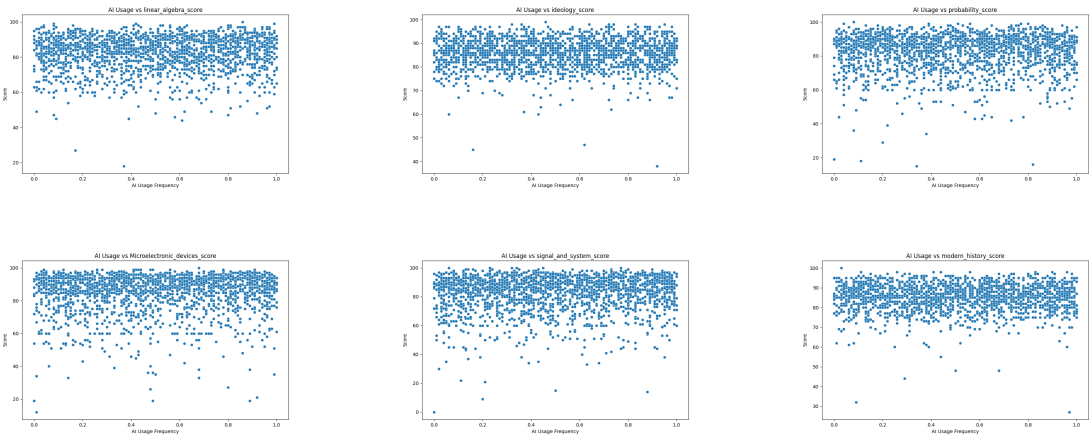 AI Usage vs linear_algebra_score
100
80
60
40
20
Score
0.0 0.2 0.4 0.6 0.8 1.0
AI Usage Frequency
AI Usage vs ideology_score
100
90
80
70
60
50
40
Score
0.0 0.2 0.4 0.6 0.8 1.0
AI Usage Frequency
AI Usage vs probability_score
100
80
60
40
20
Score
0.0 0.2 0.4 0.6 0.8 1.0
AI Usage Frequency
AI Usage vs Microelectronic_devices_score
100
80
60
40
20
Score
0.0 0.2 0.4 0.6 0.8 1.0
AI Usage Frequency
AI Usage vs signal_and_system_score
100
80
60
40
20
0
Score
0.0 0.2 0.4 0.6 0.8 1.0
AI Usage Frequency
AI Usage vs modern_history_score
100
90
80
70
60
50
40
30
Score
0.0 0.2 0.4 0.6 0.8 1.0
AI Usage Frequency